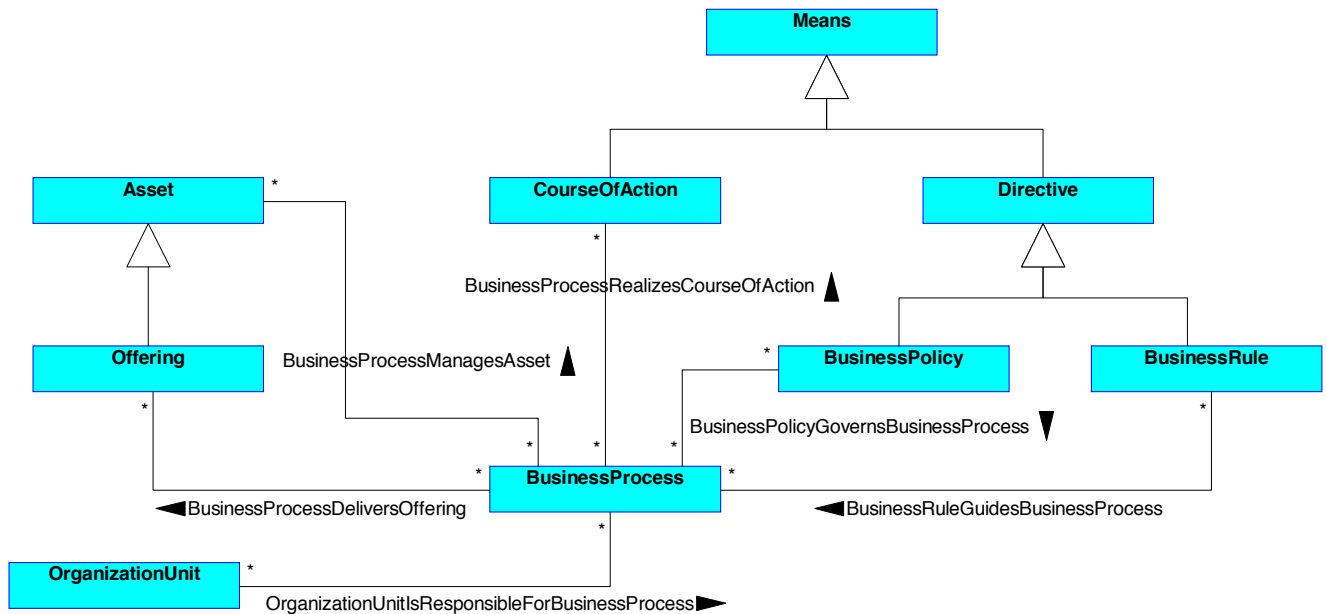 Means
Asset
*
CourseOfAction
Directive
*
BusinessProcessRealizesCourseOfAction
Offering
BusinessProcessManagesAsset
*
BusinessPolicy
BusinessRule
*
*
BusinessPolicyGovernsBusinessProcess
*
*
*
*
*
BusinessProcess
*
BusinessProcessDeliversOffering
BusinessRuleGuidesBusinessProcess
*
OrganizationUnit
*
OrganizationUnitIsResponsibleForBusinessProcess